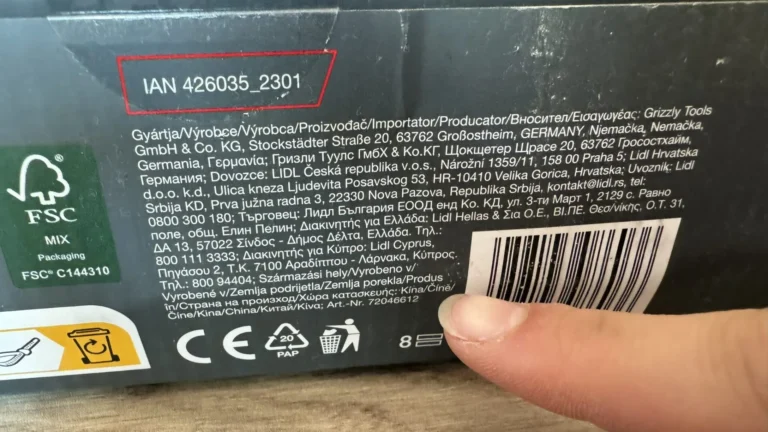 IAN 426035_2301
Gyártja/Výrobce/Výrobca/Proizvođač/Importator/Producator/Вносител/Εισαγωγέας: Grizzly Tools
GmbH & Co. KG, Stockstädter Straße 20, 63762 Großostheim, GERMANY, Njemačka, Nemačka,
Germania, Γερμανία; Гризли Туулс ГмбХ & Ко.КГ, Щокщетер Щрасе 20, 63762 Гросостхайм,
Германия; Dovozce: LIDL Česká republika v.o.s., Nárožní 1359/11, 158 00 Praha 5; Lidl Hrvatska
d.o.o. k.d., Ulica kneza Ljudevita Posavskog 53, HR-10410 Velika Gorica, Hrvatska; Uvoznik: Lidl
Srbija KD, Prva južna radna 3, 22330 Nova Pazova, Republika Srbija, kontakt@lidl.rs, tel.
0800 300 180; Търговец: Лидл България ЕООД енд Ко. КД, ул. 3-ти Март 1, 2129 с. Равно
поле, общ. Елин Пелин; Διακινητής για Ελλάδα: Lidl Hellas & Σια Ο.Ε., ΒΙ.ΠΕ. Θεσ/νίκης, Ο.Τ. 31,
ΔΑ 13, 57022 Σίνδος - Δήμος Δέλτα, Ελλάδα. Τηλ.:
800 111 3333; Διακινητής για Κύπρο: Lidl Cyprus,
Πηγάσου 2, Τ.Κ. 7100 Αραδίππου - Λάρνακα, Κύπρος.
Τηλ.: 800 94404; Származási hely/Vyrobeno v/
Vyrobené v/Zemlja podrijetla/Zemlja porekla/Produs
în/Страна на произход/Χώρα κατασκευής: Kína/Čína/
Číne/Kina/China/Китай/Κίνα; Art.-Nr. 72046612
FSC
MIX
Packaging
FSC® C144310
CE
20
PAP
8